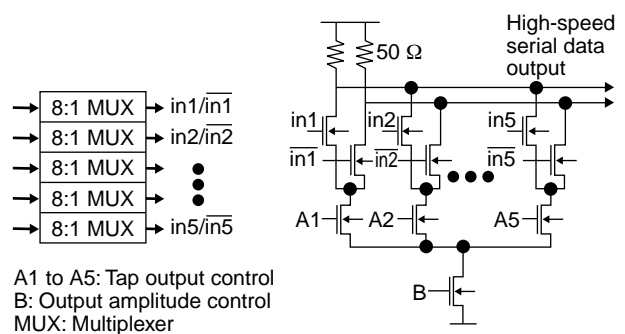 8:1 MUX in1/in1̅
8:1 MUX in2/in2̅
8:1 MUX
8:1 MUX
8:1 MUX in5/in5̅
A1 to A5: Tap output control
B: Output amplitude control
MUX: Multiplexer
50 Ω
High-speed
serial data
output
in1 in2 in5
in1̅ in2̅ in5̅
A1 A2 A5
B